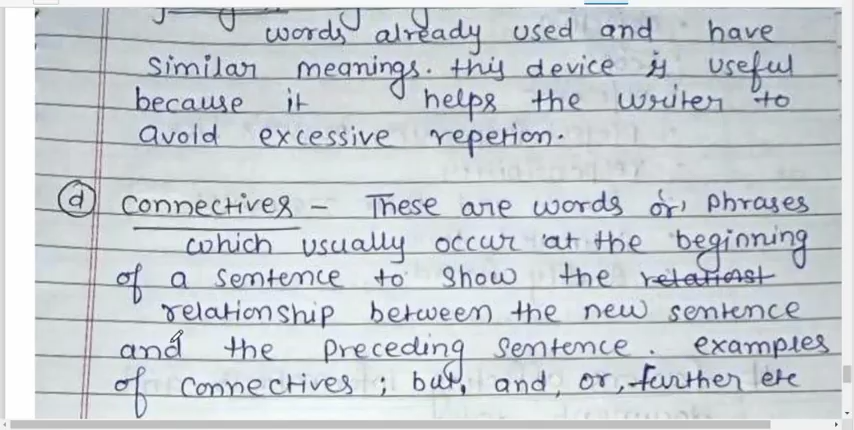 words already used and have
similar meanings. this device is useful
because it helps the writer to
avoid excessive repetion.
(d) connectives - These are words or, phrases
which usually occur at the beginning
of a sentence to show the relationst
relationship between the new sentence
and the preceding sentence. examples
of connectives ; but, and, or, further etc